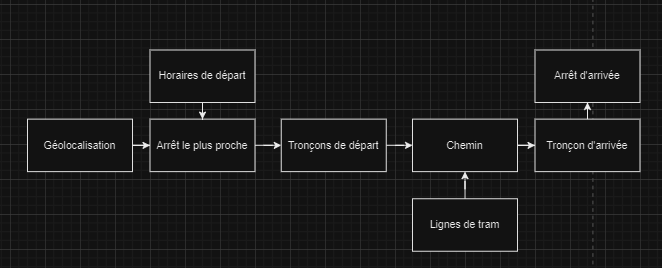 Horaires de départ
Arrêt d'arrivée
Géolocalisation
Arrêt le plus proche
Tronçons de départ
Chemin
Tronçon d'arrivée
Lignes de tram